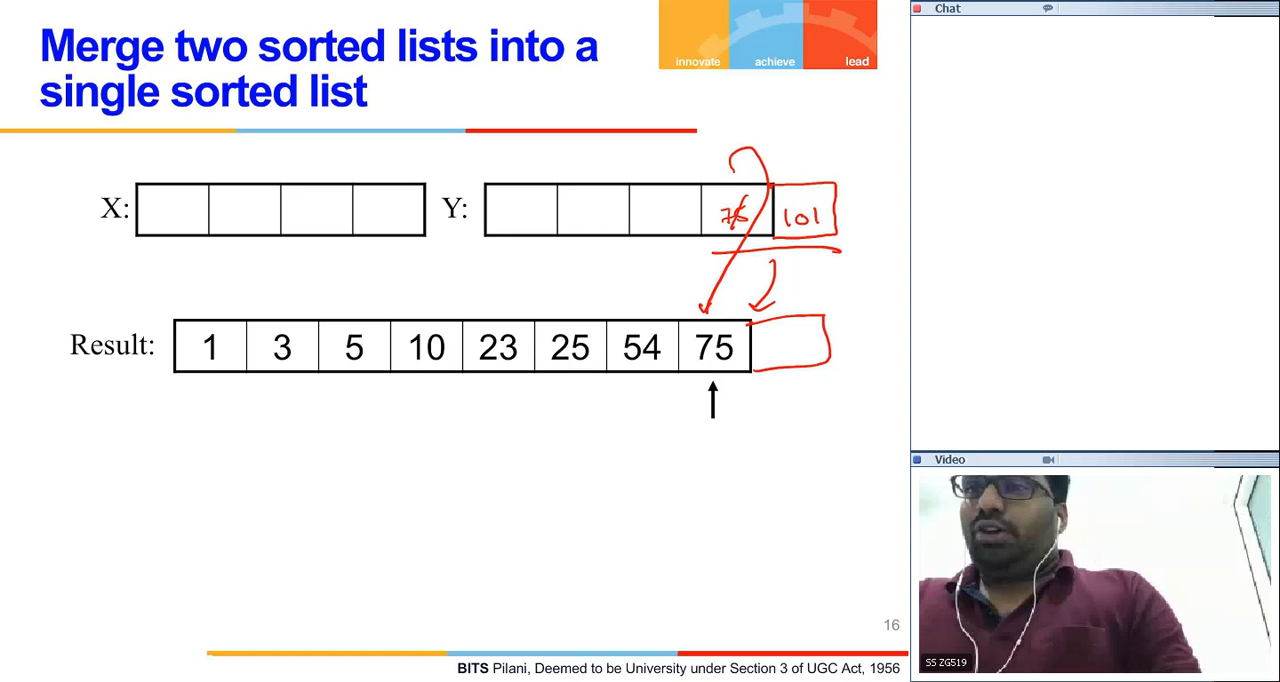 Merge two sorted lists into a
single sorted list
innovate achieve lead
X:
Y:
75 101
Result: 1 3 5 10 23 25 54 75
16
BITS Pilani, Deemed to be University under Section 3 of UGC Act, 1956
Chat
Video
SS ZG519